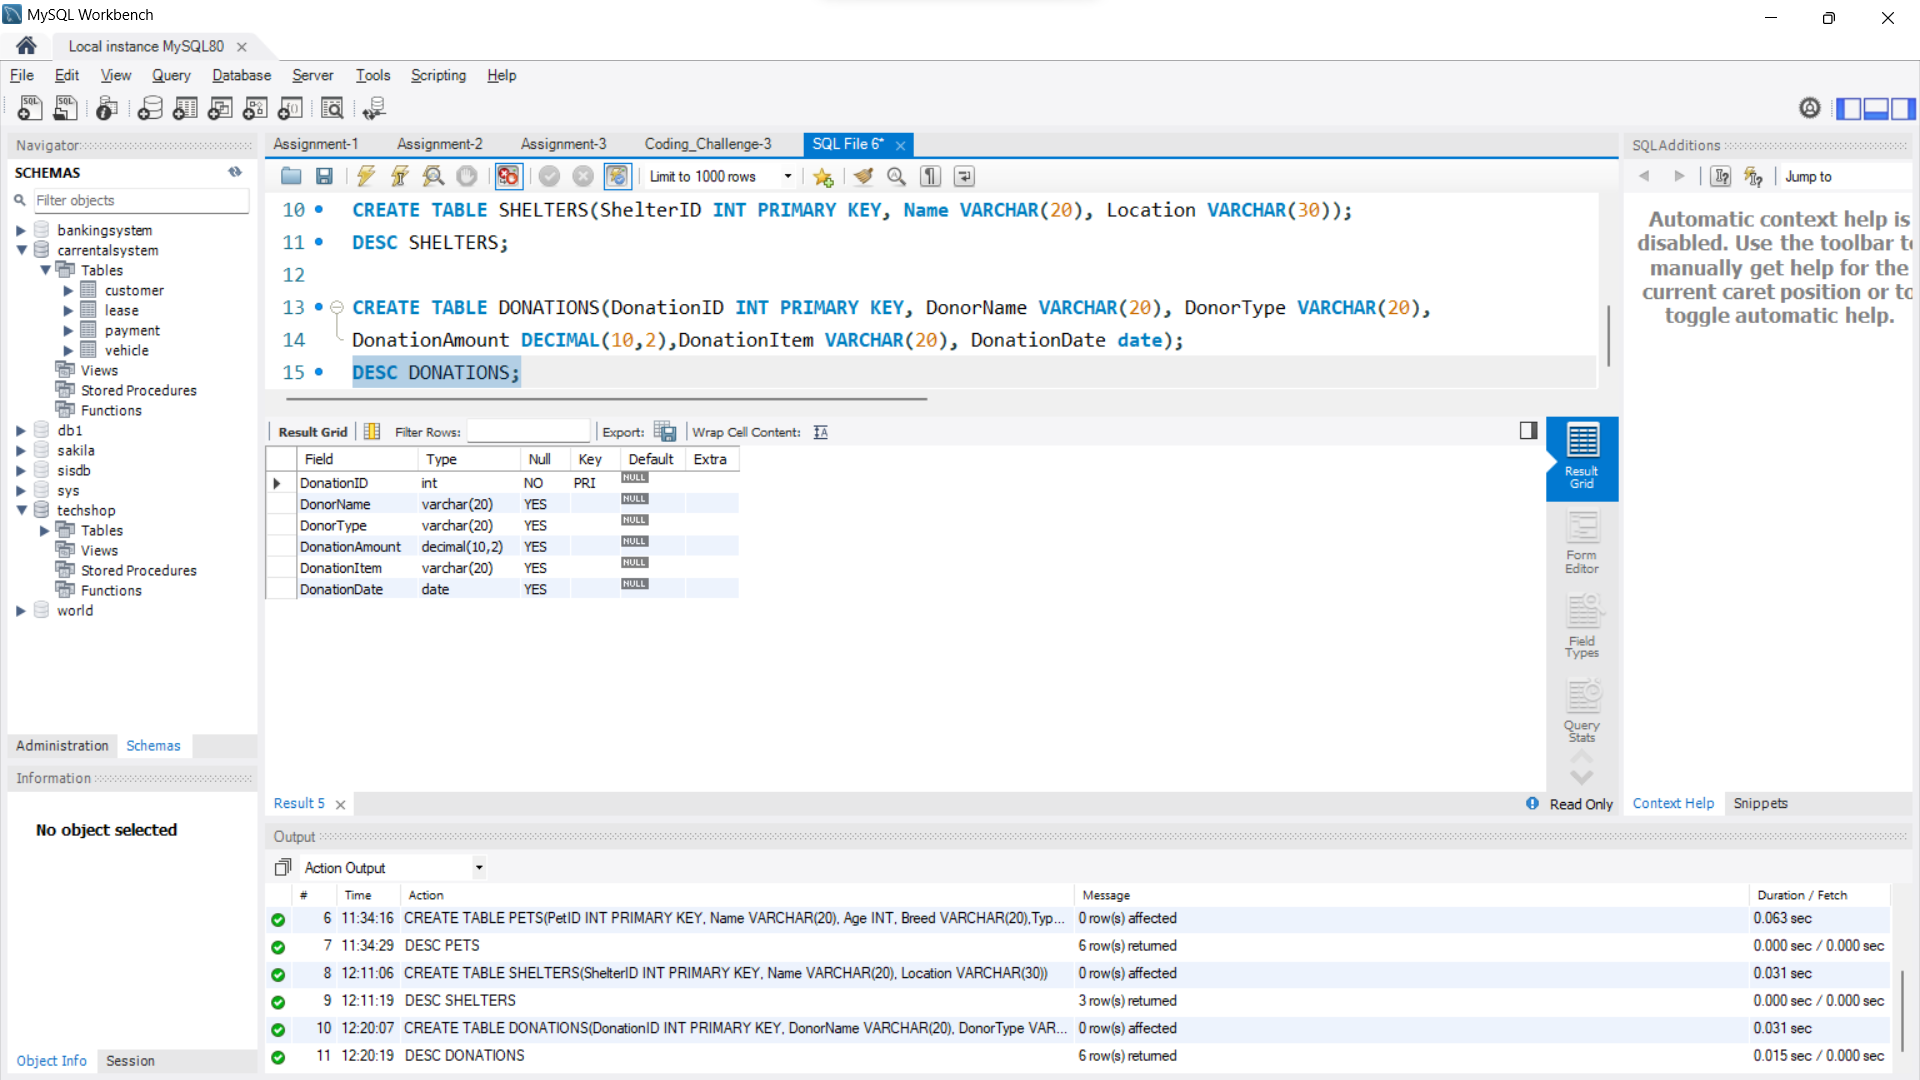 MySQL Workbench
Local instance MySQL80
File Edit View Query Database Server Tools Scripting Help
Navigator
SCHEMAS
Filter objects
bankingsystem
carrentalsystem
Tables
customer
lease
payment
vehicle
Views
Stored Procedures
Functions
db1
sakila
sisdb
sys
techshop
Tables
Views
Stored Procedures
Functions
world
Administration Schemas
Information
No object selected
Object Info Session
Assignment-1 Assignment-2 Assignment-3 Coding_Challenge-3 SQL File 6*
Limit to 1000 rows
10 CREATE TABLE SHELTERS(ShelterID INT PRIMARY KEY, Name VARCHAR(20), Location VARCHAR(30));
11 DESC SHELTERS;
12
13 CREATE TABLE DONATIONS(DonationID INT PRIMARY KEY, DonorName VARCHAR(20), DonorType VARCHAR(20),
14 DonationAmount DECIMAL(10,2),DonationItem VARCHAR(20), DonationDate date);
15 DESC DONATIONS;
Result Grid Filter Rows: Export: Wrap Cell Content: IA
Field Type Null Key Default Extra
DonationID int NO PRI NULL
DonorName varchar(20) YES NULL
DonorType varchar(20) YES NULL
DonationAmount decimal(10,2) YES NULL
DonationItem varchar(20) YES NULL
DonationDate date YES NULL
Result
Grid
Form
Editor
Field
Types
Query
Stats
Result 5 Read Only
SQLAdditions
Jump to
Automatic context help is
disabled. Use the toolbar to
manually get help for the
current caret position or to
toggle automatic help.
Context Help Snippets
Output
Action Output
# Time Action Message Duration / Fetch
6 11:34:16 CREATE TABLE PETS(PetID INT PRIMARY KEY, Name VARCHAR(20), Age INT, Breed VARCHAR(20),Typ... 0 row(s) affected 0.063 sec
7 11:34:29 DESC PETS 6 row(s) returned 0.000 sec / 0.000 sec
8 12:11:06 CREATE TABLE SHELTERS(ShelterID INT PRIMARY KEY, Name VARCHAR(20), Location VARCHAR(30)) 0 row(s) affected 0.031 sec
9 12:11:19 DESC SHELTERS 3 row(s) returned 0.000 sec / 0.000 sec
10 12:20:07 CREATE TABLE DONATIONS(DonationID INT PRIMARY KEY, DonorName VARCHAR(20), DonorType VAR... 0 row(s) affected 0.031 sec
11 12:20:19 DESC DONATIONS 6 row(s) returned 0.015 sec / 0.000 sec